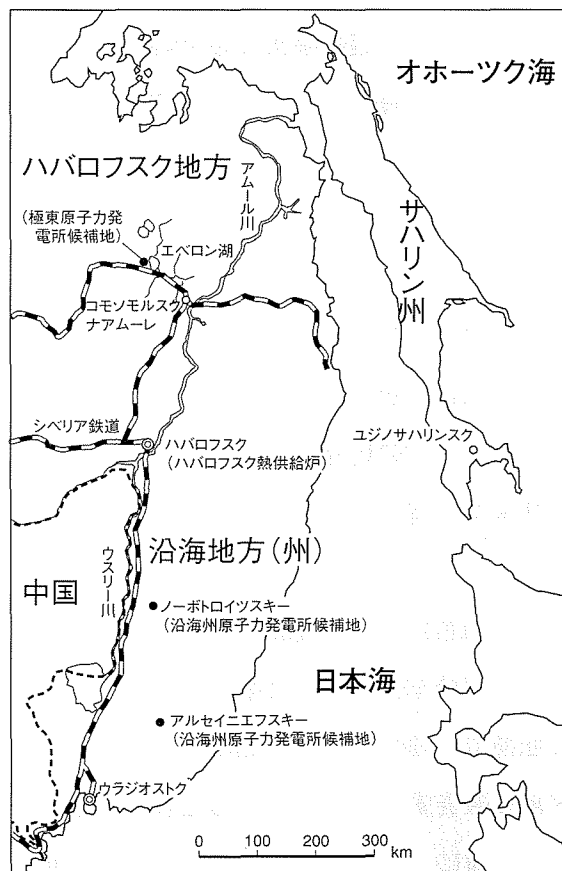 オホーツク海
ハバロフスク地方
アムール川
(極東原子力発
電所候補地)
エベロン湖
サハリン州
コモソモルスク
ナアムーレ
シベリア鉄道
ハバロフスク
(ハバロフスク熱供給炉)
ユジノサハリンスク
沿海地方(州)
ウスリー川
中国
ノーボトロイツスキー
(沿海州原子力発電所候補地)
日本海
アルセイニエフスキー
(沿海州原子力発電所候補地)
ウラジオストク
0 100 200 300
km